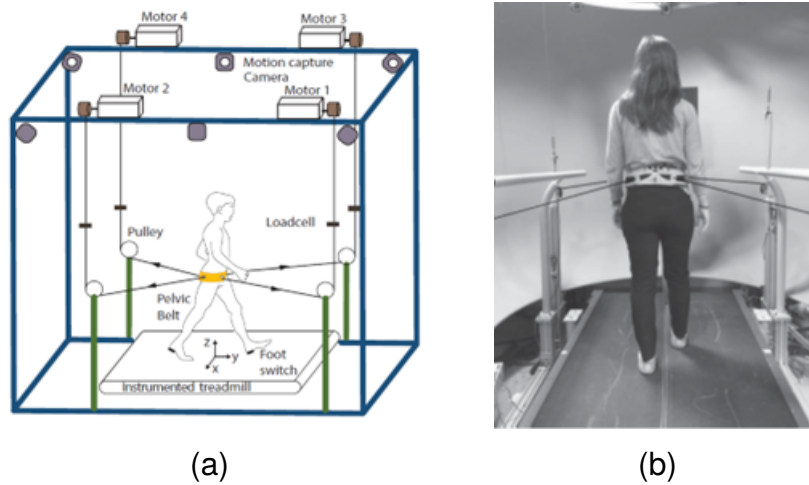 Motor 4
Motor 3
Motion capture
Camera
Motor 2
Motor 1
Loadcell
Pulley
Pelvic
Belt
z
y
x
Foot
switch
Instrumented treadmill
(a)
(b)